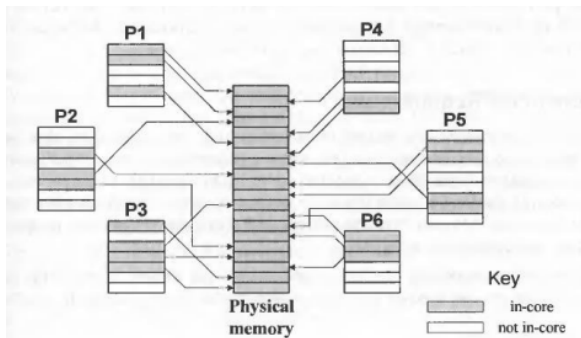 P1
P4
P2
P5
P3
P6
Physical
memory
Key
in-core
not in-core